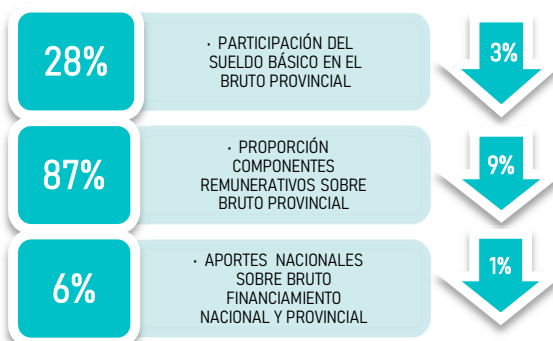 28%
· PARTICIPACIÓN DEL
SUELDO BÁSICO EN EL
BRUTO PROVINCIAL
3%
87%
· PROPORCIÓN
COMPONENTES
REMUNERATIVOS SOBRE
BRUTO PROVINCIAL
9%
6%
· APORTES NACIONALES
SOBRE BRUTO
FINANCIAMIENTO
NACIONAL Y PROVINCIAL
1%